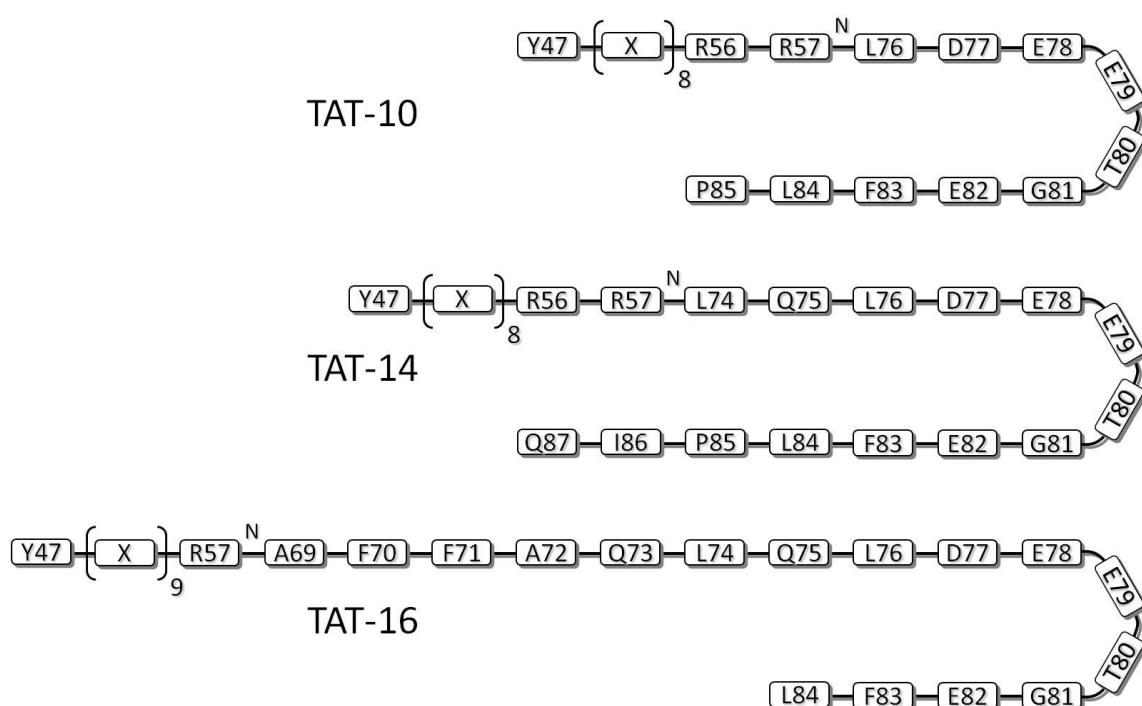 Y47 X R56 R57 N L76 D77 E78
8
E79
TAT-10
T80
P85 L84 F83 E82 G81
Y47 X R56 R57 N L74 Q75 L76 D77 E78
8
E79
TAT-14
T80
Q87 I86 P85 L84 F83 E82 G81
Y47 X R57 N A69 F70 F71 A72 Q73 L74 Q75 L76 D77 E78
9
E79
TAT-16
T80
L84 F83 E82 G81